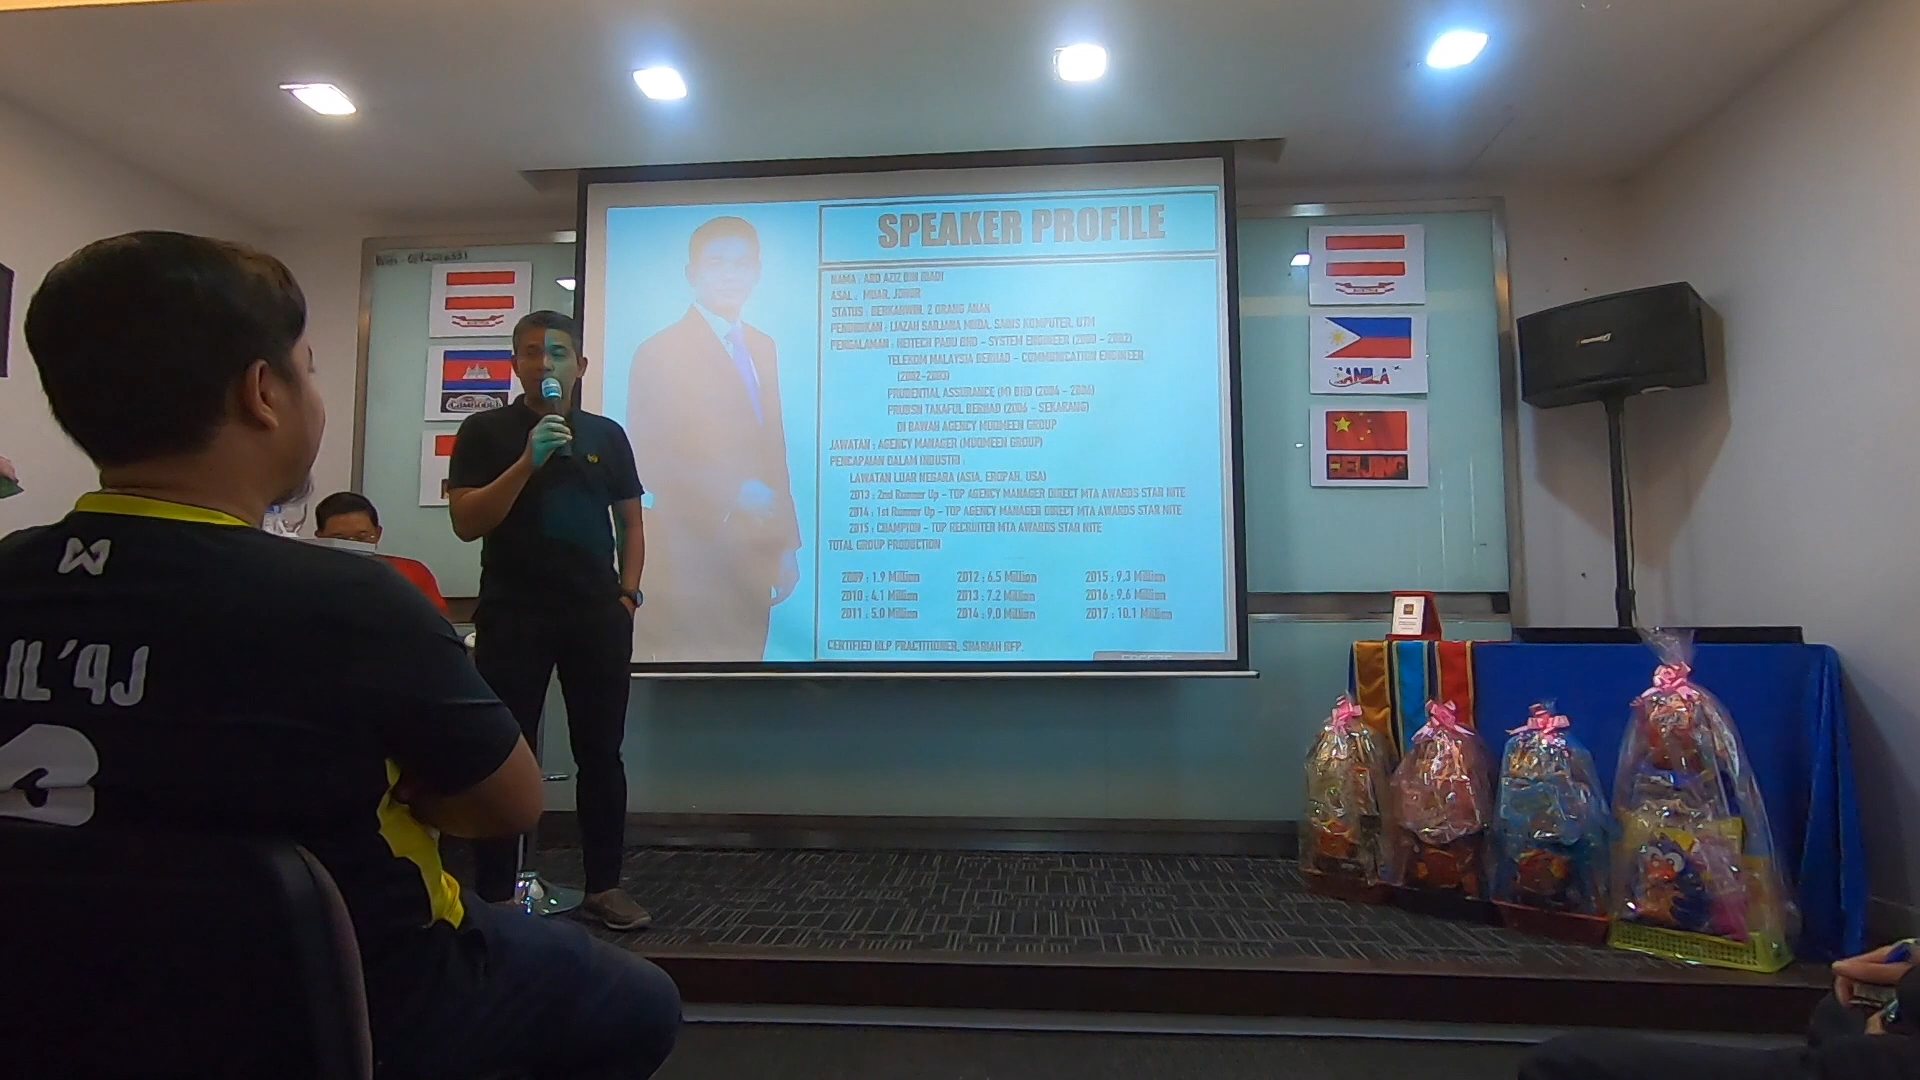 SPEAKER PROFILE
NAMA : ABD AZIZ BIN
ASAL : MUAR, JOHOR
STATUS : BERKAHWIN, 2 ORANG ANAK
PENDIDIKAN : IJAZAH SARJANA MUDA, SAINS KOMPUTER, UTM
PENGALAMAN : HEITECH PADU BHD – SYSTEM ENGINEER (2000 – 2002)
TELEKOM MALAYSIA BERHAD – COMMUNICATION ENGINEER
(2002–2003)
PRUDENTIAL ASSURANCE (M) BHD (2004 – 2006)
PRUBSN TAKAFUL BERHAD (2006 – SEKARANG)
DI BAWAH AGENCY MUQMEEN GROUP
JAWATAN : AGENCY MANAGER (MUQMEEN GROUP)
PENCAPAIAN DALAM INDUSTRI :
LAWATAN LUAR NEGARA (ASIA, EROPAH, USA)
2013 : 2nd Runner Up – TOP AGENCY MANAGER DIRECT MTA AWARDS STAR NITE
2014 : 1st Runner Up – TOP AGENCY MANAGER DIRECT MTA AWARDS STAR NITE
2015 : CHAMPION – TOP RECRUITER MTA AWARDS STAR NITE
TOTAL GROUP PRODUCTION
2009 : 1.9 Million 2012 : 6.5 Million 2015 : 9.3 Million
2010 : 4.1 Million 2013 : 7.2 Million 2016 : 9.6 Million
2011 : 5.0 Million 2014 : 9.0 Million 2017 : 10.1 Million
CERTIFIED NLP PRACTITIONER, SHARIAH RFP.
AUSTRIA
CAMBODIA
AUSTRIA
MANILA
BEIJING
IL'9J